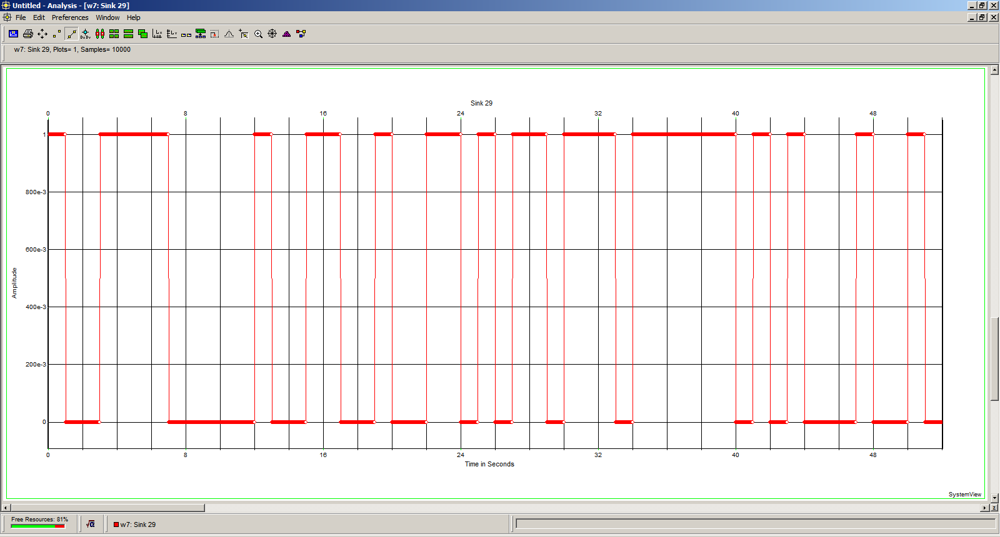 Untitled - Analysis - [w7: Sink 29]
File Edit Preferences Window Help
w7: Sink 29, Plots= 1, Samples= 10000
Sink 29
0 8 16 24 32 40 48
1
800e-3
600e-3
400e-3
200e-3
0
Amplitude
0 8 16 24 32 40 48
Time in Seconds
SystemView
Free Resources: 81%
w7: Sink 29